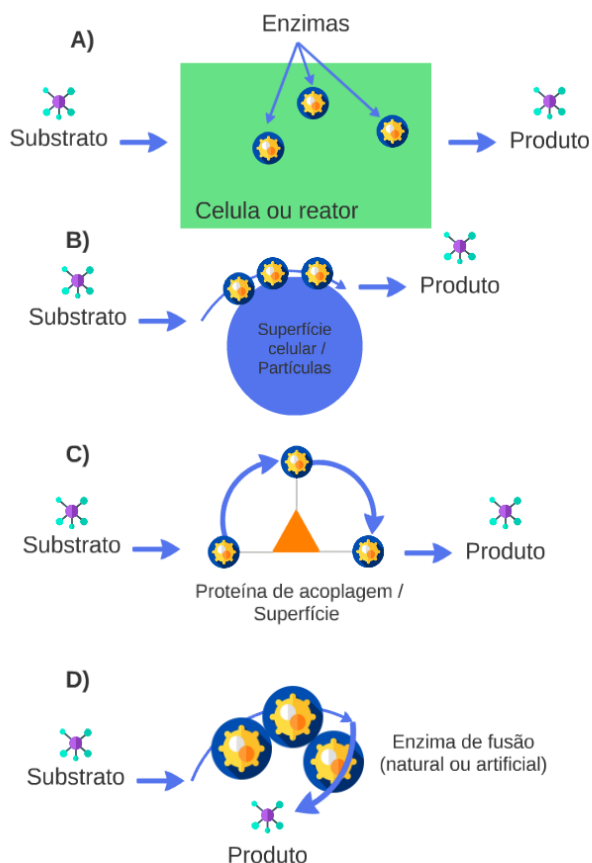 Enzimas
A)
Substrato
Produto
Celula ou reator
B)
Substrato
Produto
Superfície
celular /
Partículas
C)
Substrato
Produto
Proteína de acoplagem /
Superfície
D)
Substrato
Enzima de fusão
(natural ou artificial)
Produto